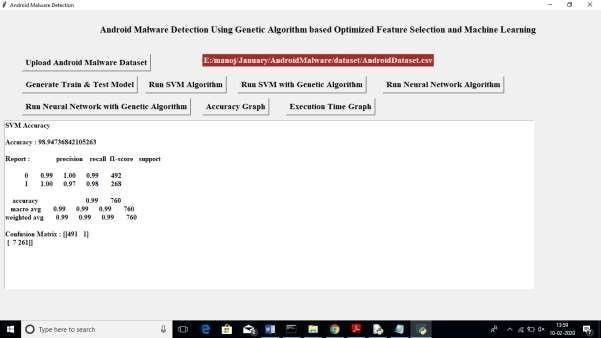 Android Malware Detection
Android Malware Detection Using Genetic Algorithm based Optimized Feature Selection and Machine Learning
Upload Android Malware Dataset
E:/manoj/January/AndroidMalware/dataset/AndroidDataset.csv
Generate Train & Test Model Run SVM Algorithm Run SVM with Genetic Algorithm Run Neural Network Algorithm
Run Neural Network with Genetic Algorithm Accuracy Graph Execution Time Graph
SVM Accuracy
Accuracy : 98.94736842105263
Report : precision recall f1-score support
0 0.99 1.00 0.99 492
1 1.00 0.97 0.98 268
accuracy 0.99 760
macro avg 0.99 0.99 0.99 760
weighted avg 0.99 0.99 0.99 760
Confusion Matrix : [[491 1]
[ 7 261]]
Type here to search
13:59
10-02-2020